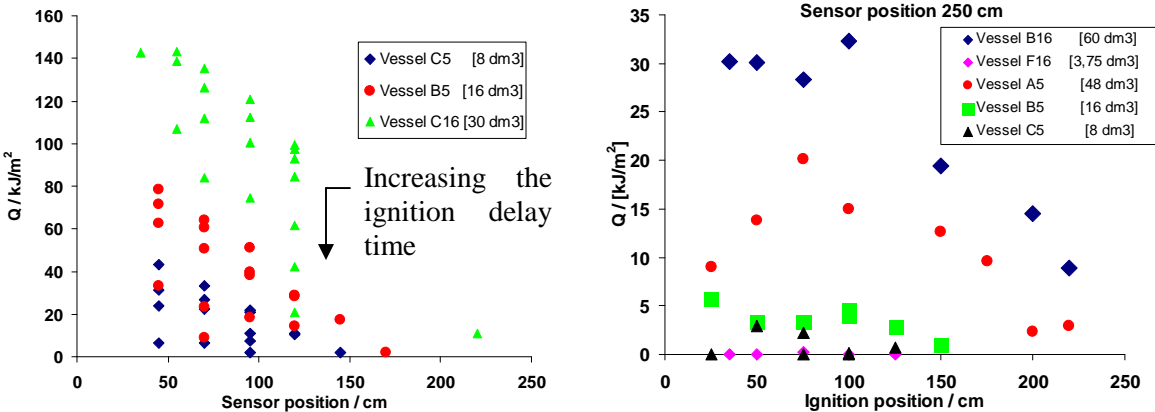 160
140
120
100
80
60
40
20
0
0 50 100 150 200 250
Sensor position / cm
Q / kJ/m²
Vessel C5 [8 dm3]
Vessel B5 [16 dm3]
Vessel C16 [30 dm3]
Increasing the
ignition delay
time
Sensor position 250 cm
35
30
25
20
15
10
5
0
0 50 100 150 200 250
Ignition position / cm
Q / [kJ/m²]
Vessel B16 [60 dm3]
Vessel F16 [3,75 dm3]
Vessel A5 [48 dm3]
Vessel B5 [16 dm3]
Vessel C5 [8 dm3]